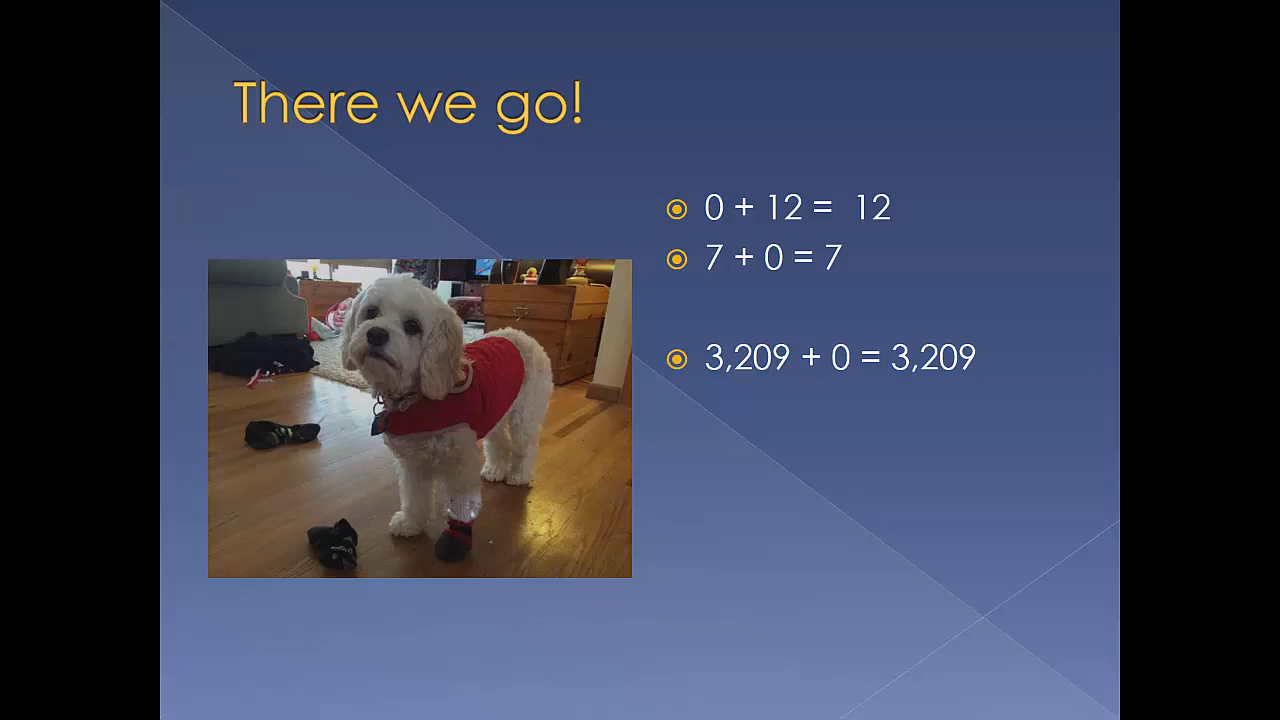 There we go!
0 + 12 = 12
7 + 0 = 7
3,209 + 0 = 3,209